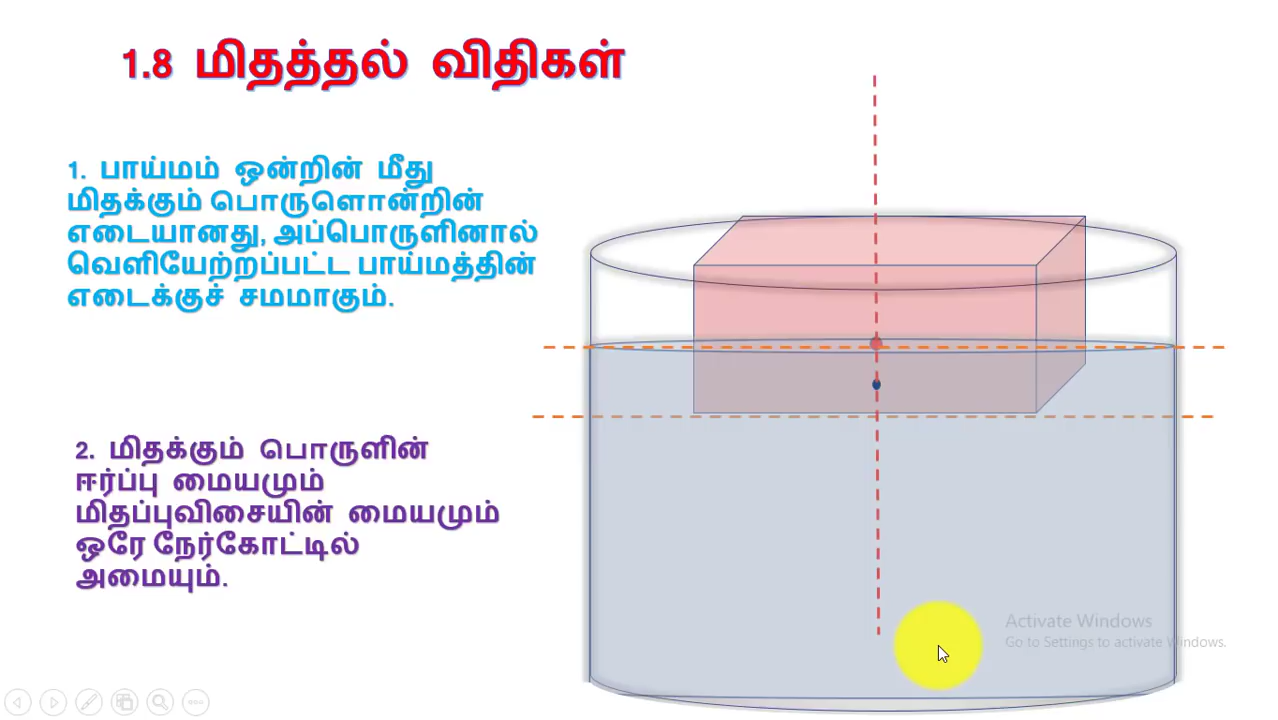 1.8 மிதத்தல் விதிகள்
1. பாய்மம் ஒன்றின் மீது
மிதக்கும் பொருளொன்றின்
எடையானது, அப்பொருளினால்
வெளியேற்றப்பட்ட பாய்மத்தின்
எடைக்குச் சமமாகும்.
2. மிதக்கும் பொருளின்
ஈர்ப்பு மையமும்
மிதப்புவிசையின் மையமும்
ஒரே நேர்கோட்டில்
அமையும்.
Activate Windows
Go to Settings to activate Windows.